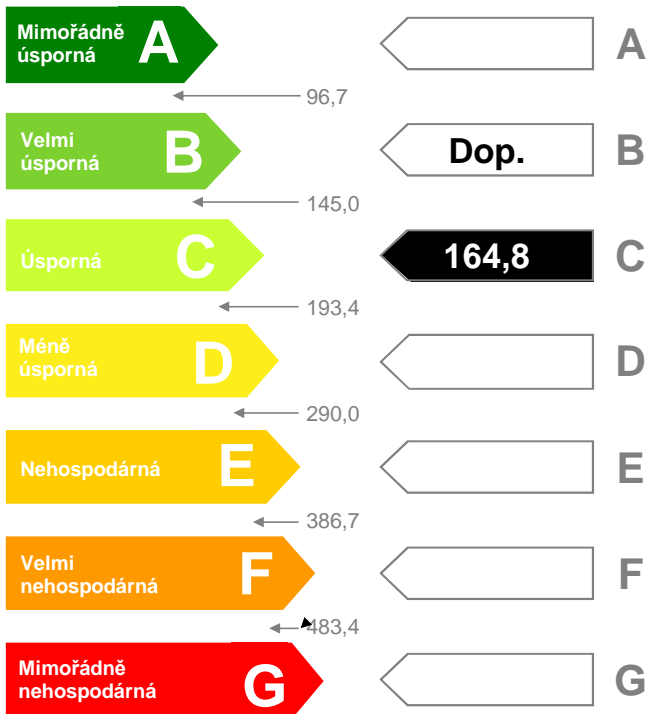 Mimořádně
úsporná
A
A
96,7
Velmi
úsporná
B
Dop.
B
145,0
Úsporná
C
164,8
C
193,4
Méně
úsporná
D
D
290,0
Nehospodárná
E
E
386,7
Velmi
nehospodárná
F
F
483,4
Mimořádně
nehospodárná
G
G